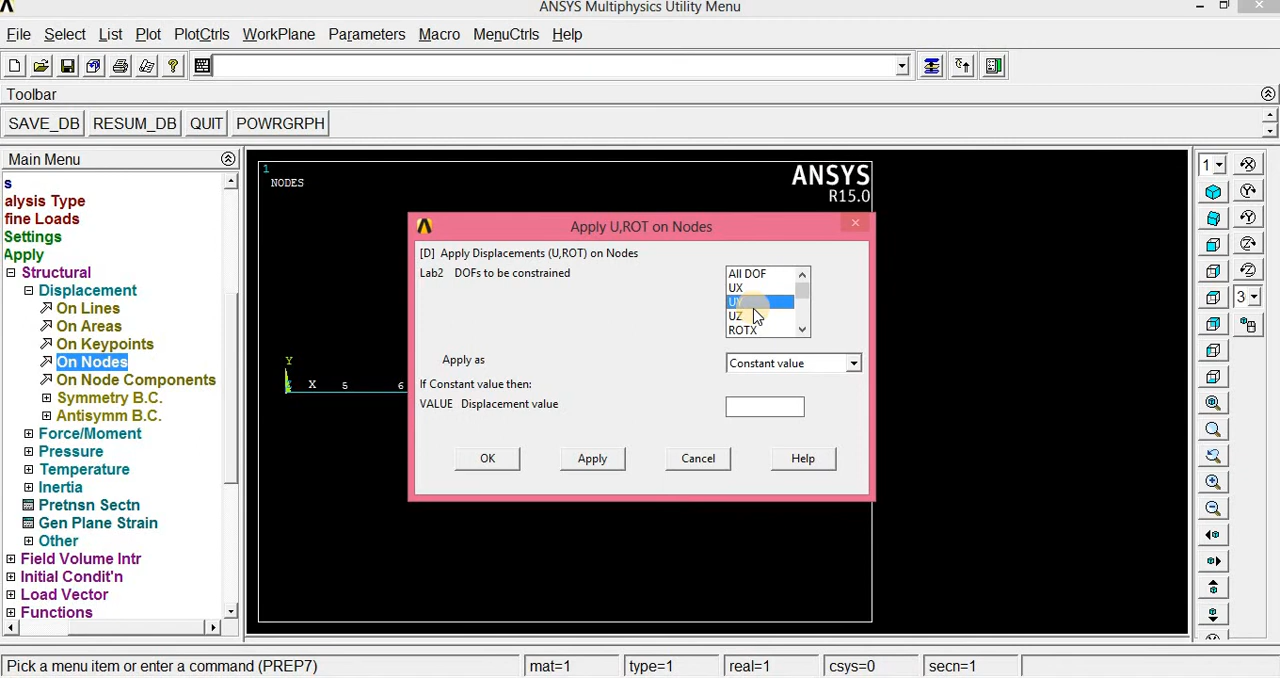 ANSYS Multiphysics Utility Menu
File Select List Plot PlotCtrls WorkPlane Parameters Macro MenuCtrls Help
Toolbar
SAVE_DB RESUM_DB QUIT POWRGRPH
Main Menu
s
alysis Type
fine Loads
Settings
Apply
Structural
Displacement
On Lines
On Areas
On Keypoints
On Nodes
On Node Components
Symmetry B.C.
Antisymm B.C.
Force/Moment
Pressure
Temperature
Inertia
Pretnsn Sectn
Gen Plane Strain
Other
Field Volume Intr
Initial Condit'n
Load Vector
Functions
1
NODES
ANSYS
R15.0
Y
X 5 6
Apply U,ROT on Nodes
[D] Apply Displacements (U,ROT) on Nodes
Lab2 DOFs to be constrained
All DOF
UX
UY
UZ
ROTX
Apply as Constant value
If Constant value then:
VALUE Displacement value
OK Apply Cancel Help
1
3
Pick a menu item or enter a command (PREP7) mat=1 type=1 real=1 csys=0 secn=1